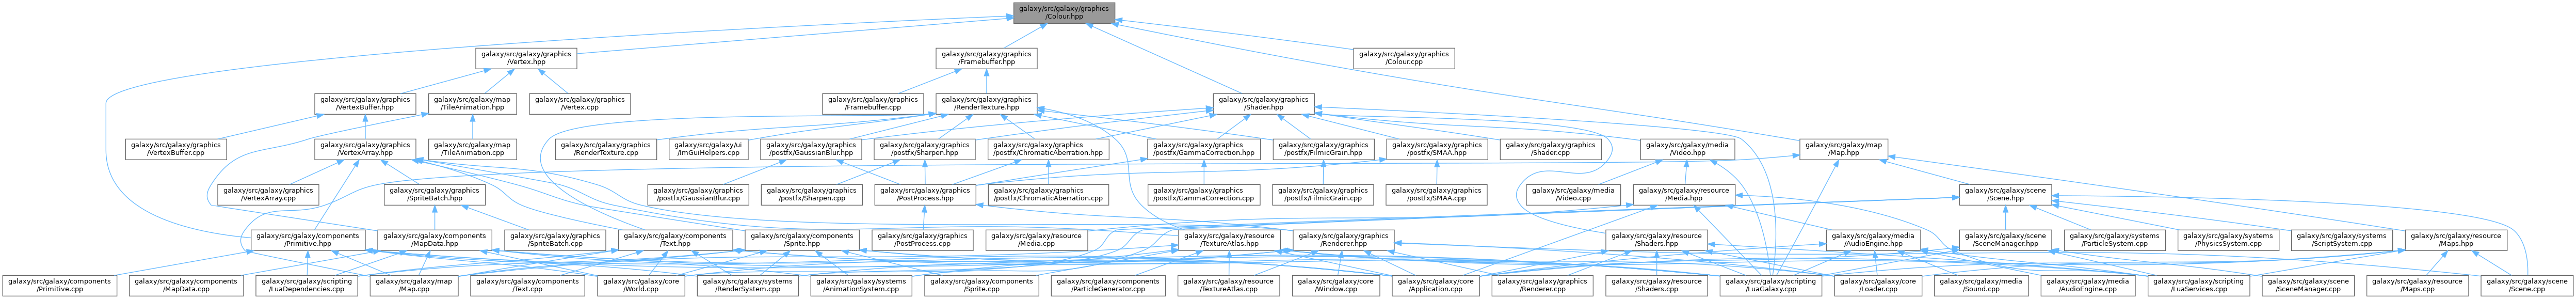 galaxy/src/galaxy/graphics
/Colour.hpp
galaxy/src/galaxy/graphics
/Vertex.hpp
galaxy/src/galaxy/graphics
/Framebuffer.hpp
galaxy/src/galaxy/graphics
/Colour.cpp
galaxy/src/galaxy/graphics
/VertexBuffer.hpp
galaxy/src/galaxy/map
/TileAnimation.hpp
galaxy/src/galaxy/graphics
/Vertex.cpp
galaxy/src/galaxy/graphics
/Framebuffer.cpp
galaxy/src/galaxy/graphics
/RenderTexture.hpp
galaxy/src/galaxy/graphics
/Shader.hpp
galaxy/src/galaxy/graphics
/VertexBuffer.cpp
galaxy/src/galaxy/graphics
/VertexArray.hpp
galaxy/src/galaxy/map
/TileAnimation.cpp
galaxy/src/galaxy/graphics
/RenderTexture.cpp
galaxy/src/galaxy/ui
/ImGuiHelpers.cpp
galaxy/src/galaxy/graphics
/postfx/GaussianBlur.hpp
galaxy/src/galaxy/graphics
/postfx/Sharpen.hpp
galaxy/src/galaxy/graphics
/postfx/ChromaticAberration.hpp
galaxy/src/galaxy/graphics
/postfx/GammaCorrection.hpp
galaxy/src/galaxy/graphics
/postfx/FilmicGrain.hpp
galaxy/src/galaxy/graphics
/postfx/SMAA.hpp
galaxy/src/galaxy/graphics
/Shader.cpp
galaxy/src/galaxy/media
/Video.hpp
galaxy/src/galaxy/map
/Map.hpp
galaxy/src/galaxy/graphics
/VertexArray.cpp
galaxy/src/galaxy/graphics
/SpriteBatch.hpp
galaxy/src/galaxy/graphics
/postfx/GaussianBlur.cpp
galaxy/src/galaxy/graphics
/postfx/Sharpen.cpp
galaxy/src/galaxy/graphics
/PostProcess.hpp
galaxy/src/galaxy/graphics
/postfx/ChromaticAberration.cpp
galaxy/src/galaxy/graphics
/postfx/GammaCorrection.cpp
galaxy/src/galaxy/graphics
/postfx/FilmicGrain.cpp
galaxy/src/galaxy/graphics
/postfx/SMAA.cpp
galaxy/src/galaxy/media
/Video.cpp
galaxy/src/galaxy/resource
/Media.hpp
galaxy/src/galaxy/scene
/Scene.hpp
galaxy/src/galaxy/components
/Primitive.hpp
galaxy/src/galaxy/components
/MapData.hpp
galaxy/src/galaxy/graphics
/SpriteBatch.cpp
galaxy/src/galaxy/components
/Text.hpp
galaxy/src/galaxy/components
/Sprite.hpp
galaxy/src/galaxy/graphics
/PostProcess.cpp
galaxy/src/galaxy/resource
/Media.cpp
galaxy/src/galaxy/resource
/TextureAtlas.hpp
galaxy/src/galaxy/graphics
/Renderer.hpp
galaxy/src/galaxy/resource
/Shaders.hpp
galaxy/src/galaxy/media
/AudioEngine.hpp
galaxy/src/galaxy/scene
/SceneManager.hpp
galaxy/src/galaxy/systems
/ParticleSystem.cpp
galaxy/src/galaxy/systems
/PhysicsSystem.cpp
galaxy/src/galaxy/systems
/ScriptSystem.cpp
galaxy/src/galaxy/resource
/Maps.hpp
galaxy/src/galaxy/components
/Primitive.cpp
galaxy/src/galaxy/components
/MapData.cpp
galaxy/src/galaxy/scripting
/LuaDependencies.cpp
galaxy/src/galaxy/map
/Map.cpp
galaxy/src/galaxy/components
/Text.cpp
galaxy/src/galaxy/core
/World.cpp
galaxy/src/galaxy/systems
/RenderSystem.cpp
galaxy/src/galaxy/systems
/AnimationSystem.cpp
galaxy/src/galaxy/components
/Sprite.cpp
galaxy/src/galaxy/components
/ParticleGenerator.cpp
galaxy/src/galaxy/resource
/TextureAtlas.cpp
galaxy/src/galaxy/core
/Window.cpp
galaxy/src/galaxy/core
/Application.cpp
galaxy/src/galaxy/graphics
/Renderer.cpp
galaxy/src/galaxy/resource
/Shaders.cpp
galaxy/src/galaxy/scripting
/LuaGalaxy.cpp
galaxy/src/galaxy/core
/Loader.cpp
galaxy/src/galaxy/media
/Sound.cpp
galaxy/src/galaxy/media
/AudioEngine.cpp
galaxy/src/galaxy/scripting
/LuaServices.cpp
galaxy/src/galaxy/scene
/SceneManager.cpp
galaxy/src/galaxy/resource
/Maps.cpp
galaxy/src/galaxy/scene
/Scene.cpp